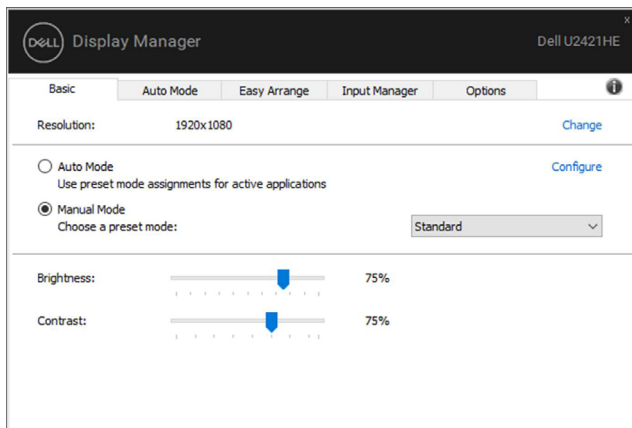 DELL Display Manager
x
Dell U2421HE
Basic Auto Mode Easy Arrange Input Manager Options
Resolution: 1920x1080 Change
Auto Mode Configure
Use preset mode assignments for active applications
Manual Mode
Choose a preset mode: Standard
Brightness: 75%
Contrast: 75%